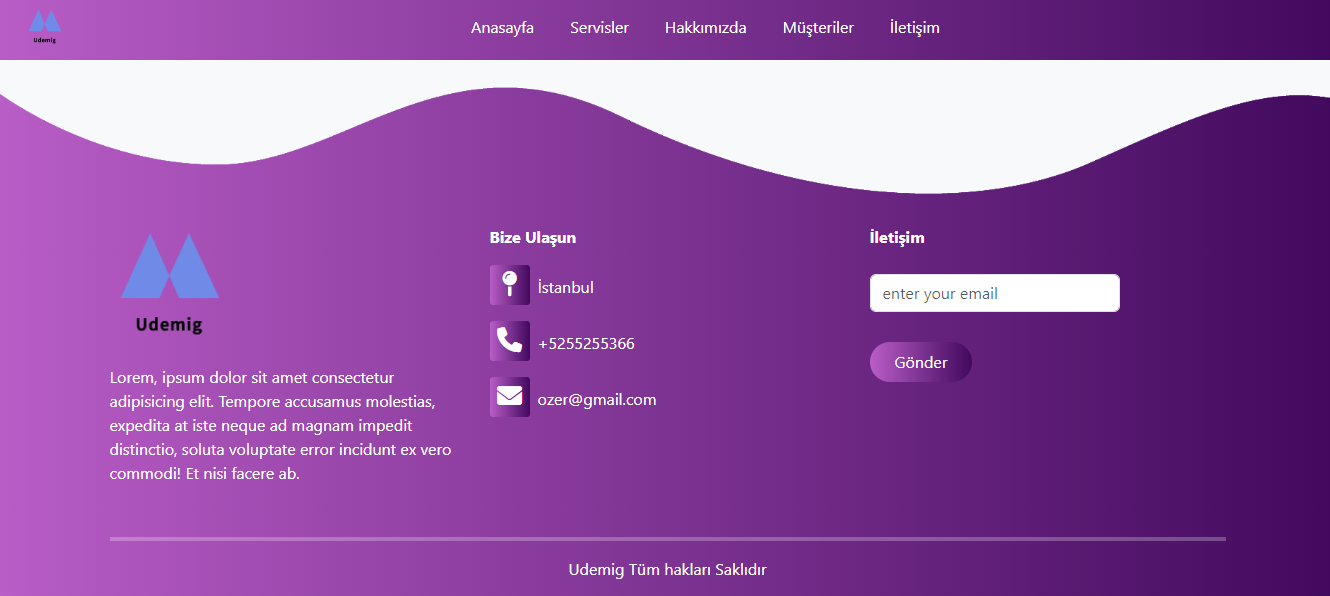 Udemig
Anasayfa Servisler Hakkımızda Müşteriler İletişim
Udemig
Lorem, ipsum dolor sit amet consectetur
adipisicing elit. Tempore accusamus molestias,
expedita at iste neque ad magnam impedit
distinctio, soluta voluptate error incidunt ex vero
commodi! Et nisi facere ab.
Bize Ulaşun
İstanbul
+5255255366
ozer@gmail.com
İletişim
enter your email
Gönder
Udemig Tüm hakları Saklıdır